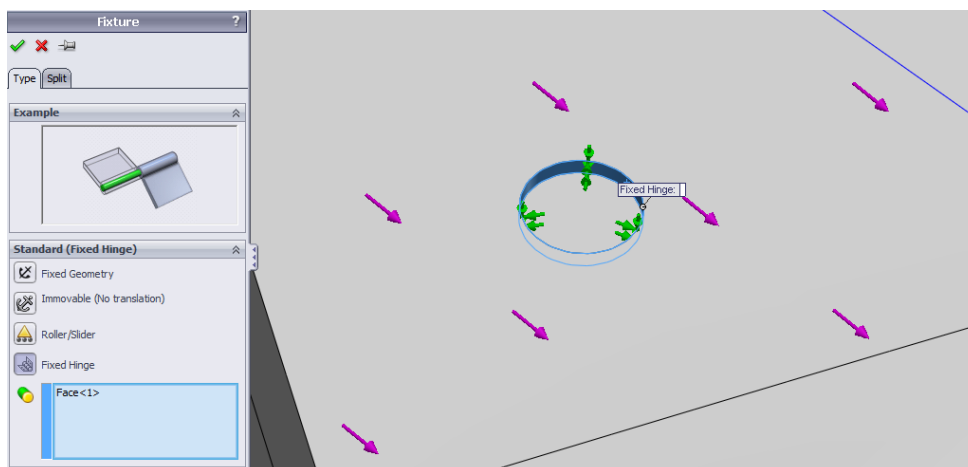 Fixture
?
Type
Split
Example
Standard (Fixed Hinge)
Fixed Geometry
Immovable (No translation)
Roller/Slider
Fixed Hinge
Face<1>
Fixed Hinge: